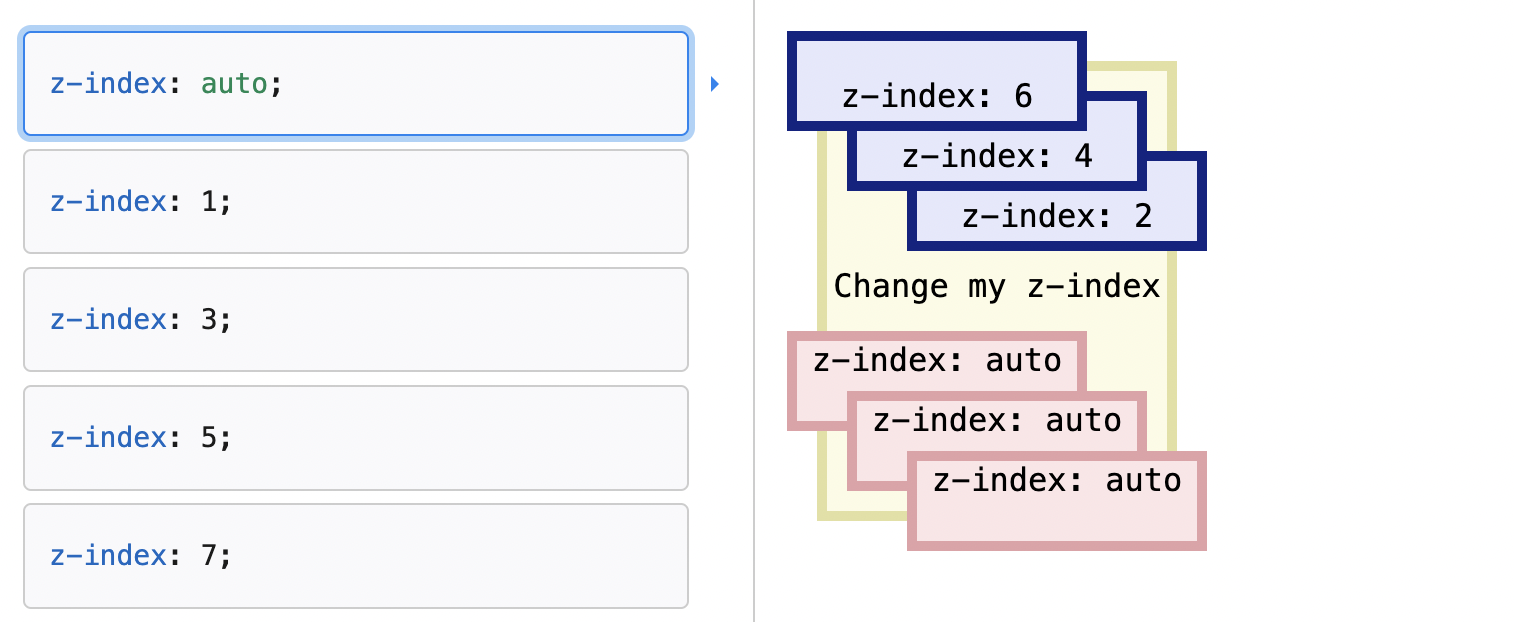 z-index: auto;
z-index: 1;
z-index: 3;
z-index: 5;
z-index: 7;
z-index: 6
z-index: 4
z-index: 2
Change my z-index
z-index: auto
z-index: auto
z-index: auto